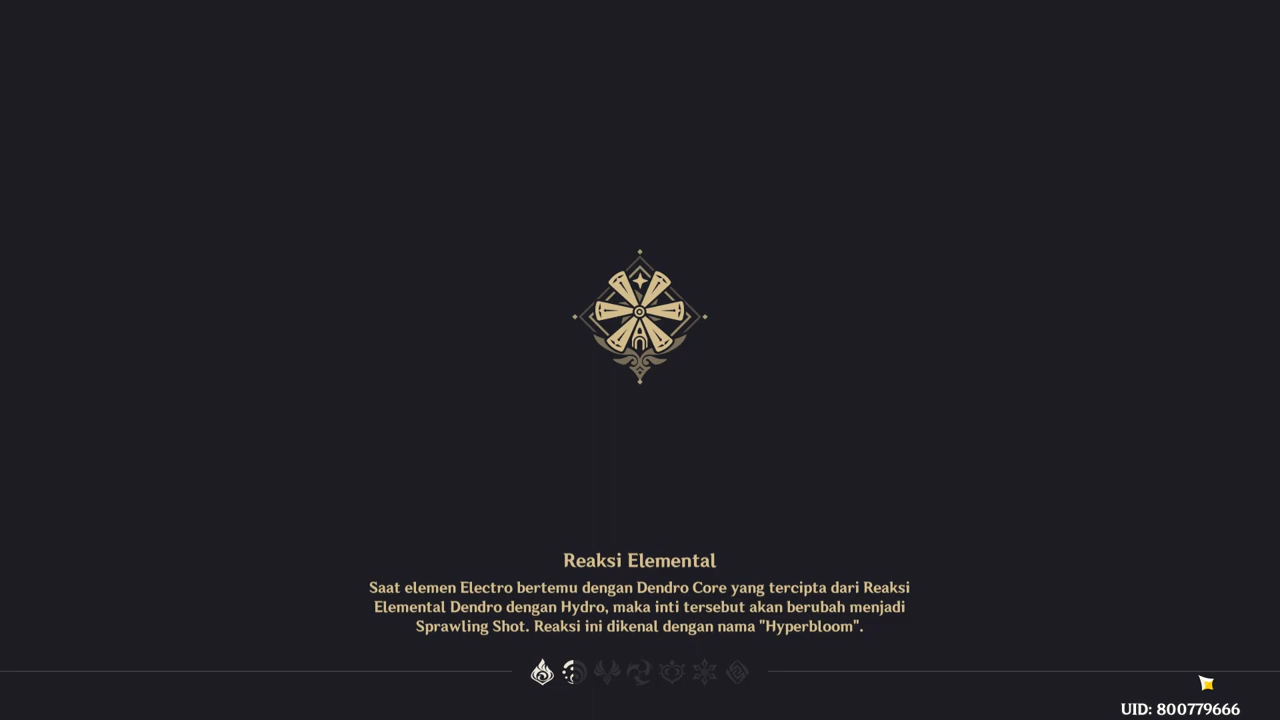 Reaksi Elemental
Saat elemen Electro bertemu dengan Dendro Core yang tercipta dari Reaksi
Elemental Dendro dengan Hydro, maka inti tersebut akan berubah menjadi
Sprawling Shot. Reaksi ini dikenal dengan nama "Hyperbloom".
UID: 800779666